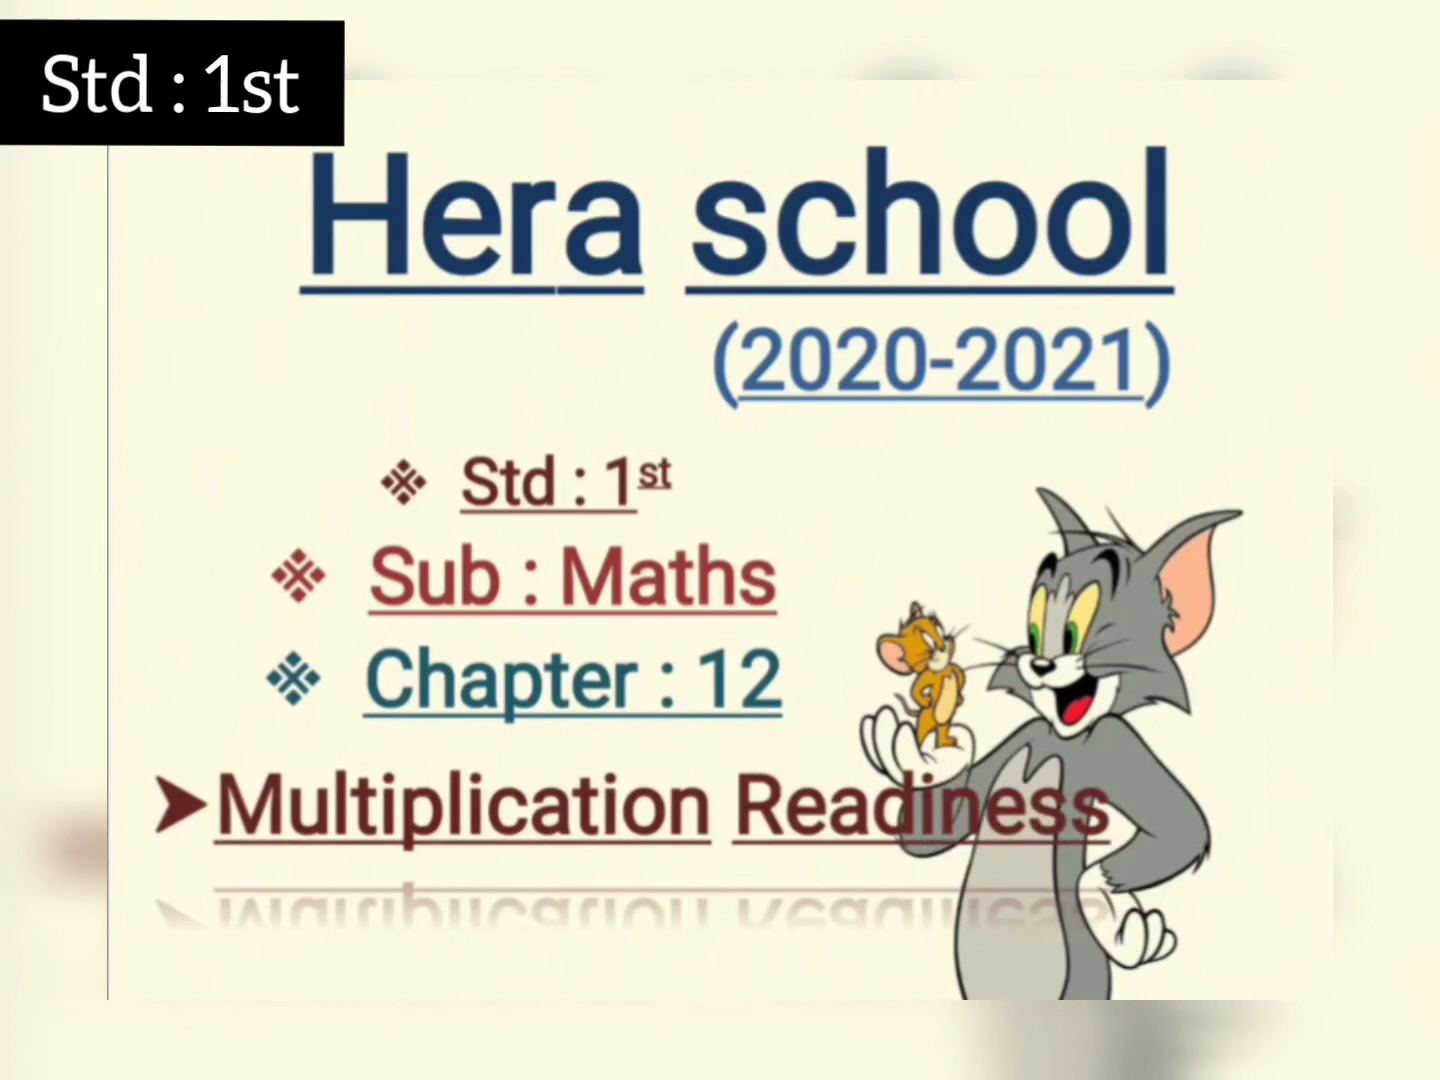 Std : 1st
Hera school
(2020-2021)
❖ Std : 1st
❖ Sub : Maths
❖ Chapter : 12
➤Multiplication Readiness